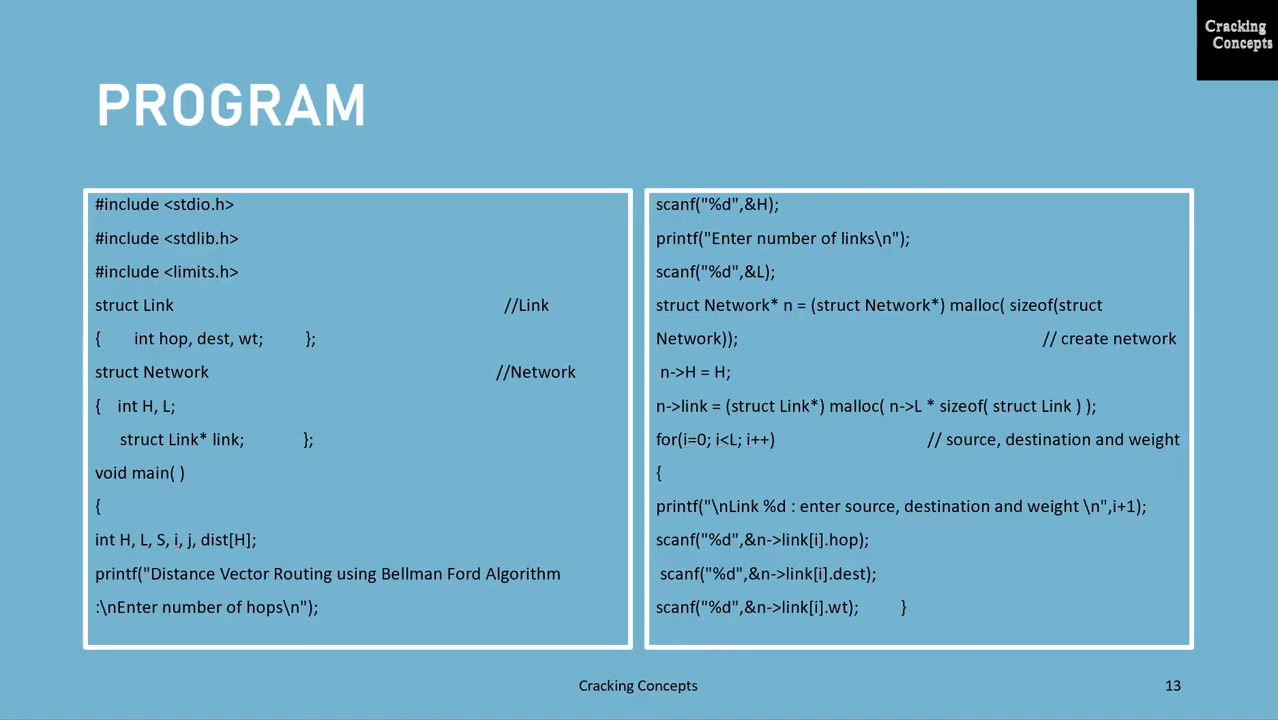 Cracking
Concepts
PROGRAM
#include <stdio.h>
#include <stdlib.h>
#include <limits.h>
struct Link //Link
{ int hop, dest, wt; };
struct Network //Network
{ int H, L;
struct Link* link; };
void main( )
{
int H, L, S, i, j, dist[H];
printf("Distance Vector Routing using Bellman Ford Algorithm
:\nEnter number of hops\n");
scanf("%d",&H);
printf("Enter number of links\n");
scanf("%d",&L);
struct Network* n = (struct Network*) malloc( sizeof(struct
Network)); // create network
n->H = H;
n->link = (struct Link*) malloc( n->L * sizeof( struct Link ) );
for(i=0; i<L; i++) // source, destination and weight
{
printf("\nLink %d : enter source, destination and weight \n",i+1);
scanf("%d",&n->link[i].hop);
scanf("%d",&n->link[i].dest);
scanf("%d",&n->link[i].wt); }
Cracking Concepts
13